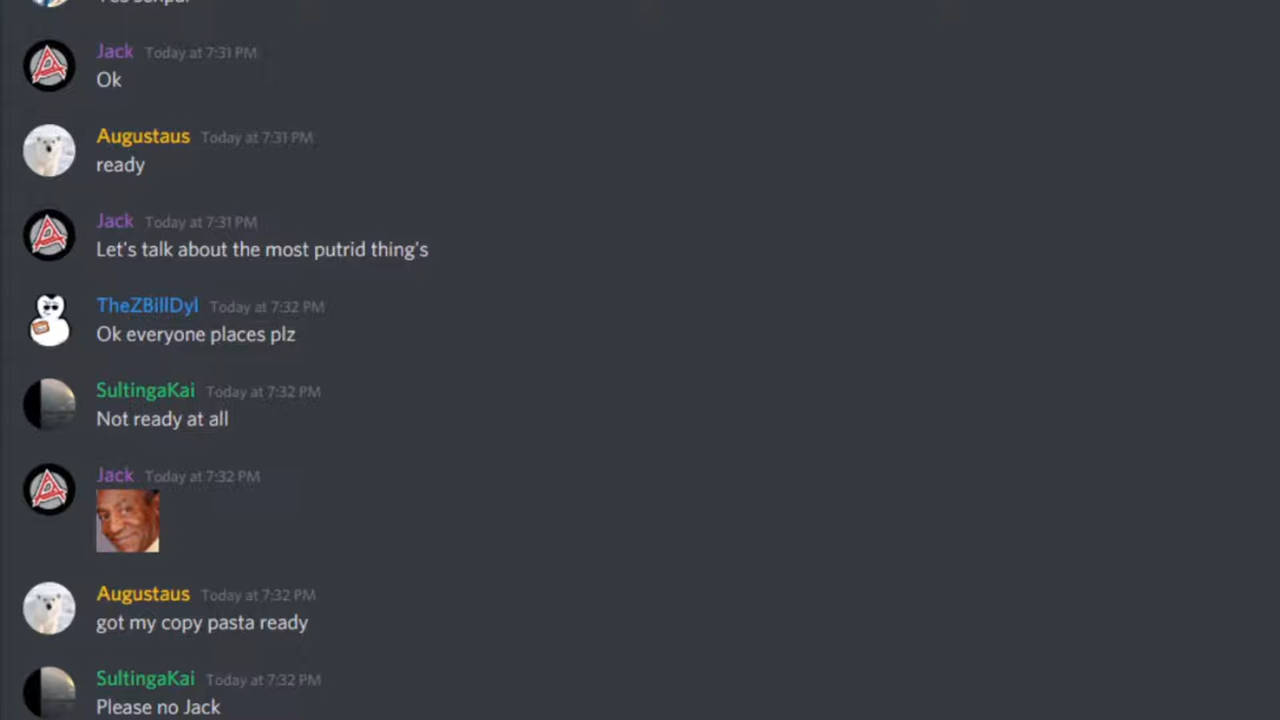 Jack Today at 7:31 PM
Ok
Augustaus Today at 7:31 PM
ready
Jack Today at 7:31 PM
Let's talk about the most putrid thing's
TheZBillDyl Today at 7:32 PM
Ok everyone places plz
SultingaKai Today at 7:32 PM
Not ready at all
Jack Today at 7:32 PM
Augustaus Today at 7:32 PM
got my copy pasta ready
SultingaKai Today at 7:32 PM
Please no Jack